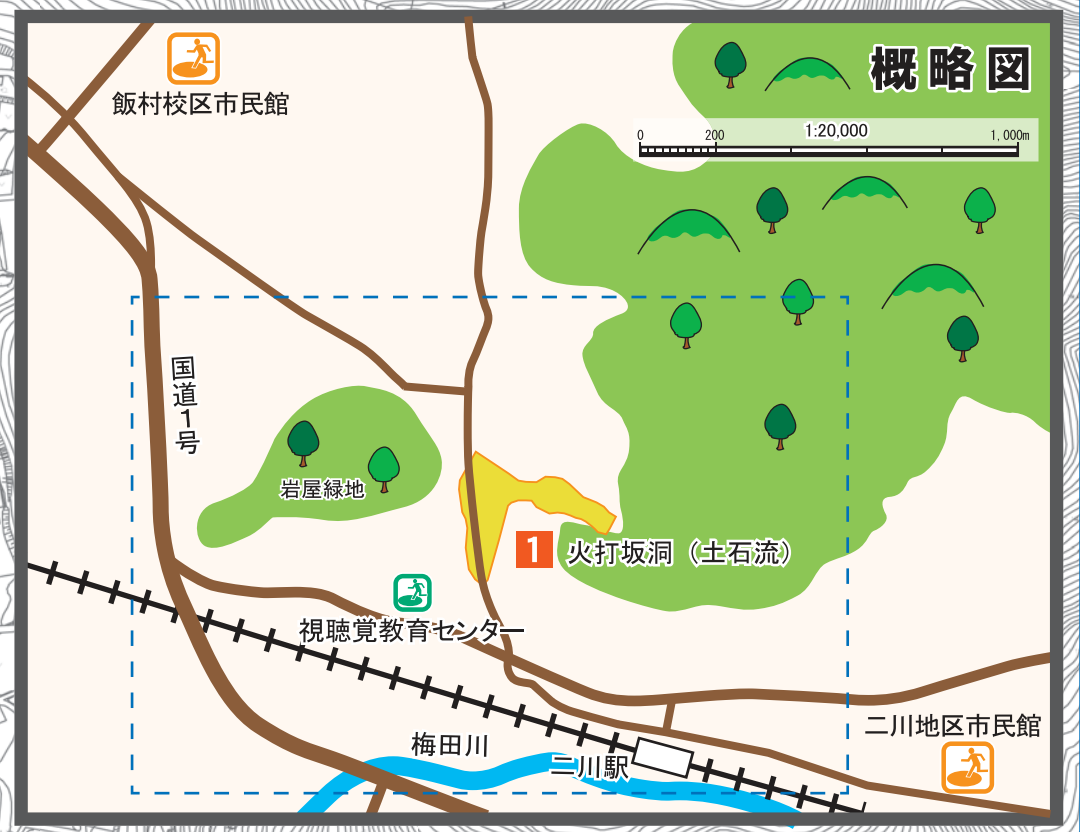 概略図
飯村校区市民館
1:20,000
0 200 1,000m
国道1号
岩屋緑地
1 火打坂洞（土石流）
視聴覚教育センター
二川地区市民館
梅田川
二川駅